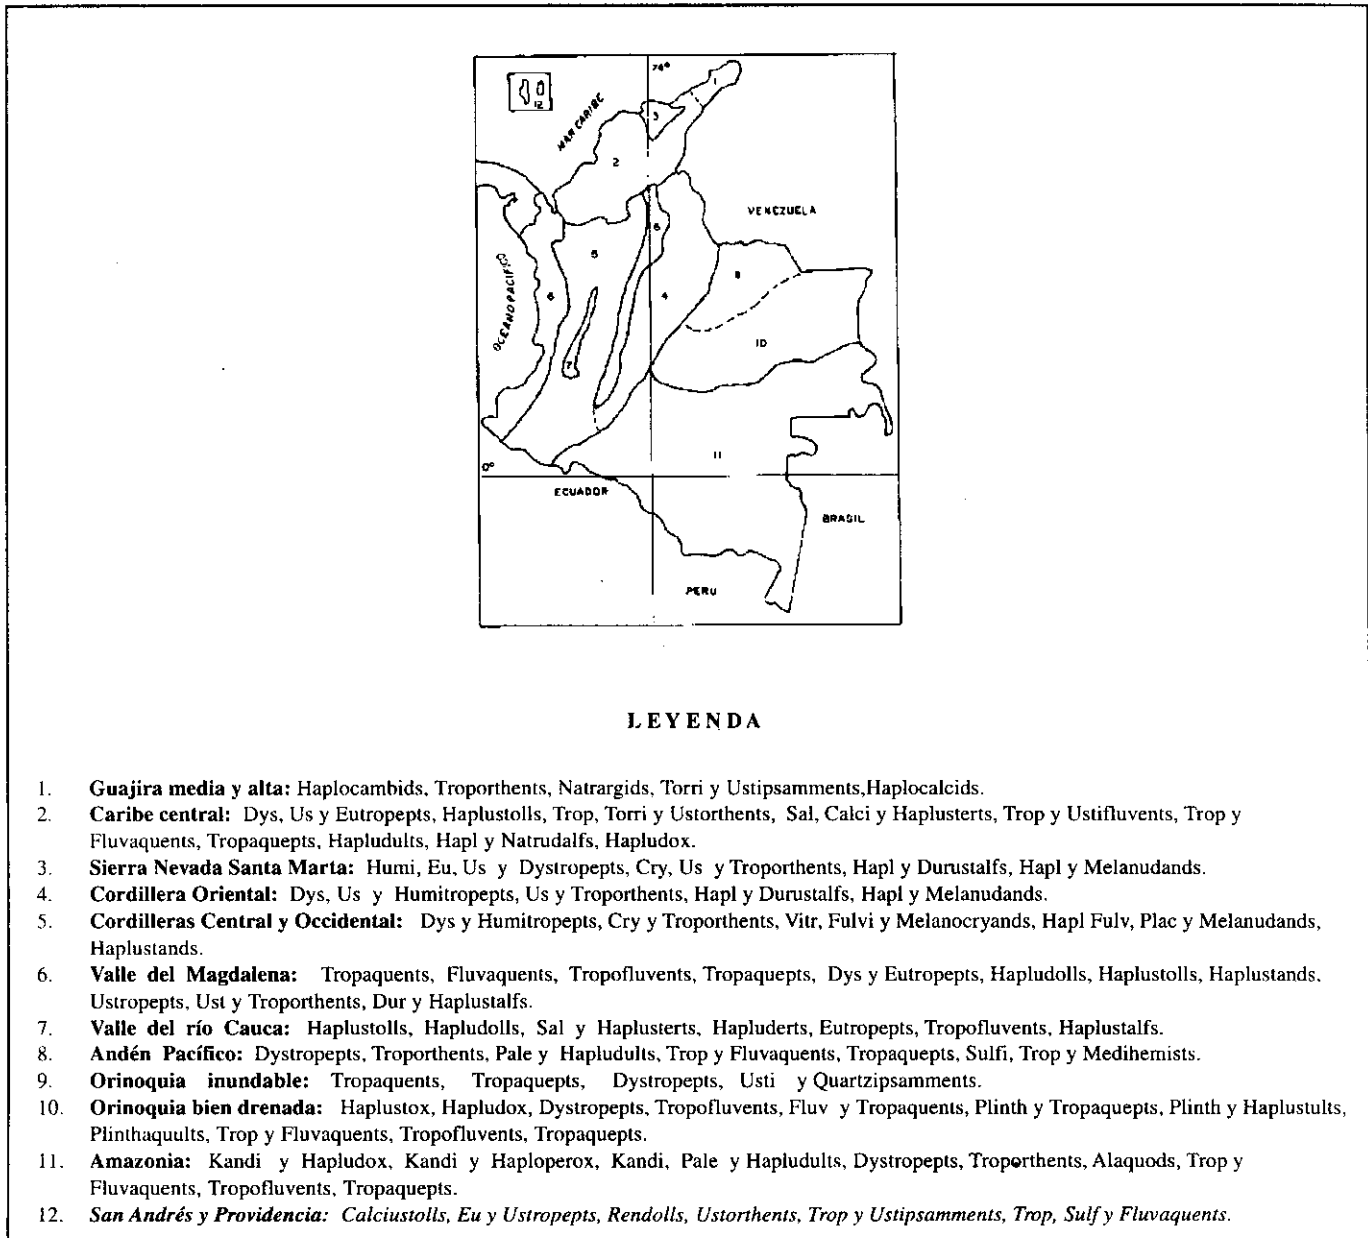 74°
1
12
MAR CARIBE
3
2
VENEZUELA
6
5
8
OCEANO PACIFICO
6
4
10
7
11
0°
ECUADOR
BRASIL
PERU
LEYENDA
1. Guajira media y alta: Haplocambids, Troporthents, Natrargids, Torri y Ustipsamments,Haplocalcids.
2. Caribe central: Dys, Us y Eutropepts, Haplustolls, Trop, Torri y Ustorthents, Sal, Calci y Haplusterts, Trop y Ustifluvents, Trop y
Fluvaquents, Tropaquepts, Hapludults, Hapl y Natrudalfs, Hapludox.
3. Sierra Nevada Santa Marta: Humi, Eu, Us y Dystropepts, Cry, Us y Troporthents, Hapl y Durustalfs, Hapl y Melanudands.
4. Cordillera Oriental: Dys, Us y Humitropepts, Us y Troporthents, Hapl y Durustalfs, Hapl y Melanudands.
5. Cordilleras Central y Occidental: Dys y Humitropepts, Cry y Troporthents, Vitr, Fulvi y Melanocryands, Hapl Fulv, Plac y Melanudands,
Haplustands.
6. Valle del Magdalena: Tropaquents, Fluvaquents, Tropofluvents, Tropaquepts, Dys y Eutropepts, Hapludolls, Haplustolls, Haplustands,
Ustropepts, Ust y Troporthents, Dur y Haplustalfs.
7. Valle del río Cauca: Haplustolls, Hapludolls, Sal y Haplusterts, Hapluderts, Eutropepts, Tropofluvents, Haplustalfs.
8. Andén Pacífico: Dystropepts, Troporthents, Pale y Hapludults, Trop y Fluvaquents, Tropaquepts, Sulfi, Trop y Medihemists.
9. Orinoquia inundable: Tropaquents, Tropaquepts, Dystropepts, Usti y Quartzipsamments.
10. Orinoquia bien drenada: Haplustox, Hapludox, Dystropepts, Tropofluvents, Fluv y Tropaquents, Plinth y Tropaquepts, Plinth y Haplustults,
Plinthaquults, Trop y Fluvaquents, Tropofluvents, Tropaquepts.
11. Amazonia: Kandi y Hapludox, Kandi y Haploperox, Kandi, Pale y Hapludults, Dystropepts, Troporthents, Alaquods, Trop y
Fluvaquents, Tropofluvents, Tropaquepts.
12. San Andrés y Providencia: Calciustolls, Eu y Ustropepts, Rendolls, Ustorthents, Trop y Ustipsamments, Trop, Sulf y Fluvaquents.